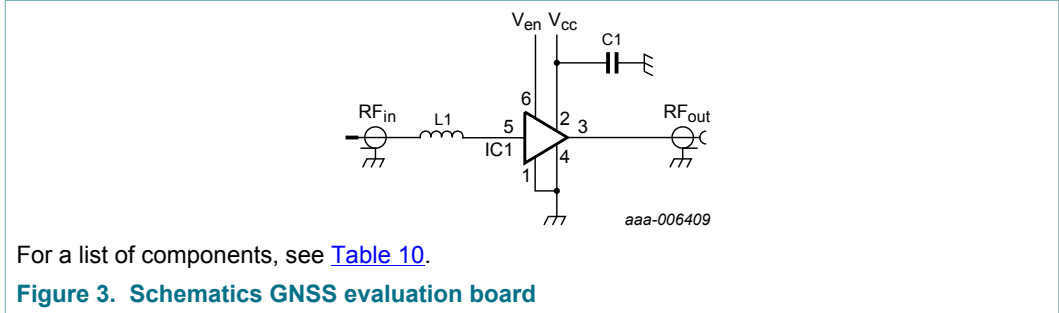 Ven Vcc
C1
6
RFin
L1
5
2
3
RFout
IC1
4
1
aaa-006409
For a list of components, see Table 10.
Figure 3. Schematics GNSS evaluation board